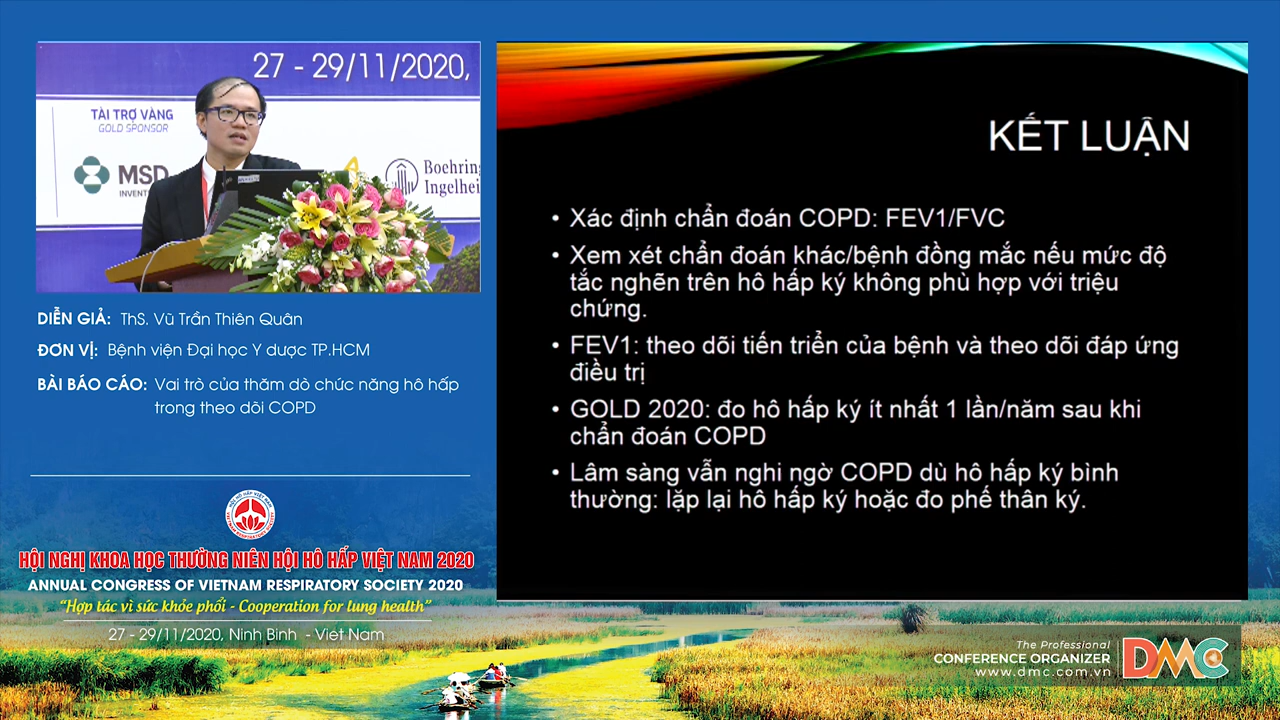 27 - 29/11/2020,
TÀI TRỢ VÀNG
GOLD SPONSOR
MSD
INVENT
Boehring
Ingelhei
DIỄN GIẢ: ThS. Vũ Trần Thiên Quân
ĐƠN VỊ: Bệnh viện Đại học Y dược TP.HCM
BÀI BÁO CÁO: Vai trò của thăm dò chức năng hô hấp
trong theo dõi COPD
HỘI NGHỊ KHOA HỌC THƯỜNG NIÊN HỘI HÔ HẤP VIỆT NAM 2020
ANNUAL CONGRESS OF VIETNAM RESPIRATORY SOCIETY 2020
“Hợp tác vì sức khỏe phổi - Cooperation for lung health”
27 - 29/11/2020, Ninh Bình - Viet Nam
KẾT LUẬN
• Xác định chẩn đoán COPD: FEV1/FVC
• Xem xét chẩn đoán khác/bệnh đồng mắc nếu mức độ
tắc nghẽn trên hô hấp ký không phù hợp với triệu
chứng.
• FEV1: theo dõi tiến triển của bệnh và theo dõi đáp ứng
điều trị
• GOLD 2020: đo hô hấp ký ít nhất 1 lần/năm sau khi
chẩn đoán COPD
• Lâm sàng vẫn nghi ngờ COPD dù hô hấp ký bình
thường: lặp lại hô hấp ký hoặc đo phế thân ký.
The Professional
CONFERENCE ORGANIZER
www.dmc.com.vn
DMC